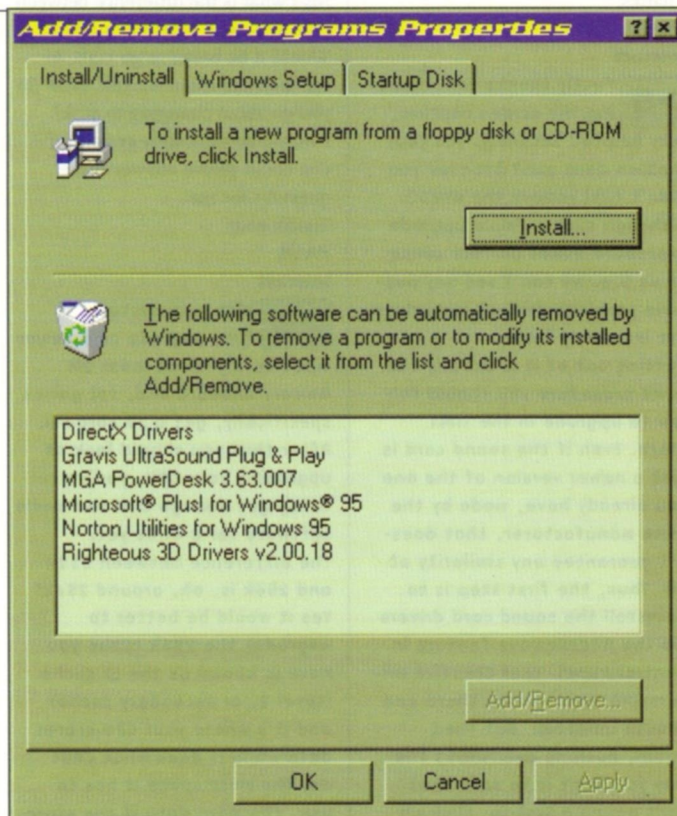 Add/Remove Programs Properties
? x
Install/Uninstall
Windows Setup
Startup Disk
To install a new program from a floppy disk or CD-ROM
drive, click Install.
Install...
The following software can be automatically removed by
Windows. To remove a program or to modify its installed
components, select it from the list and click
Add/Remove.
DirectX Drivers
Gravis UltraSound Plug & Play
MGA PowerDesk 3.63.007
Microsoft® Plus! for Windows® 95
Norton Utilities for Windows 95
Righteous 3D Drivers v2.00.18
Add/Remove...
OK
Cancel
Apply